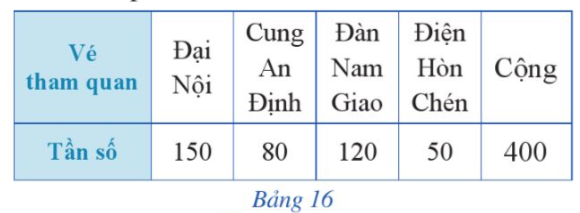 Vé tham quan | Đại Nội | Cung An Định | Đàn Nam Giao | Điện Hòn Chén | Cộng
Tần số | 150 | 80 | 120 | 50 | 400
Bảng 16